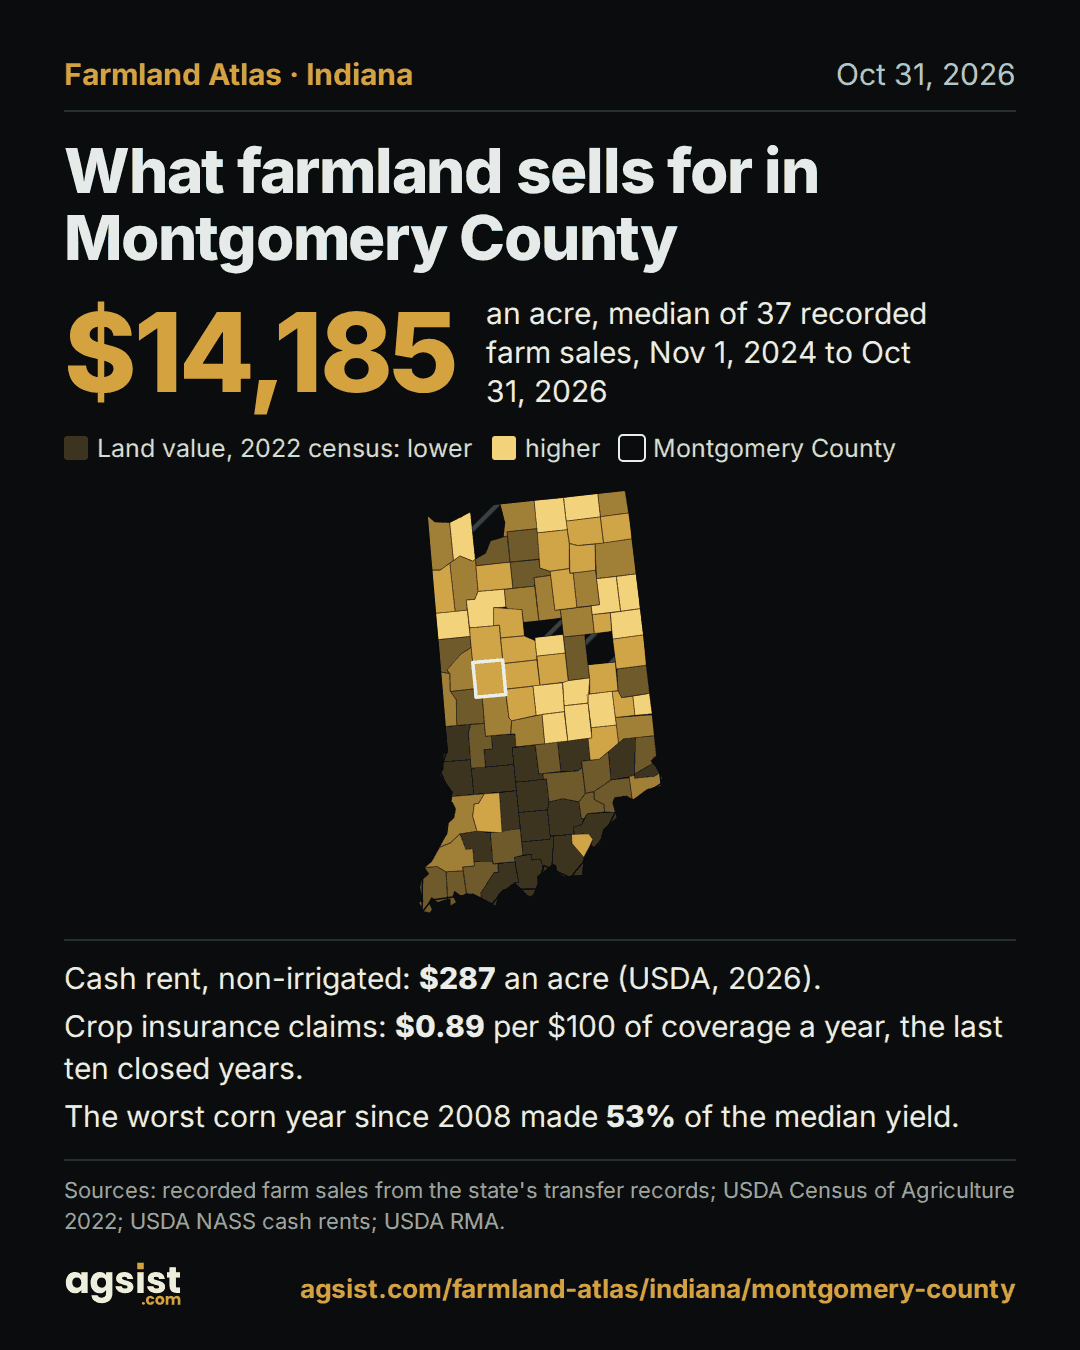 Farmland Atlas · Indiana
Oct 31, 2026
What farmland sells for in
Montgomery County
$14,185
an acre, median of 37 recorded
farm sales, Nov 1, 2024 to Oct
31, 2026
Land value, 2022 census: lower
higher
Montgomery County
Cash rent, non-irrigated: $287 an acre (USDA, 2026).
Crop insurance claims: $0.89 per $100 of coverage a year, the last
ten closed years.
The worst corn year since 2008 made 53% of the median yield.
Sources: recorded farm sales from the state's transfer records; USDA Census of Agriculture
2022; USDA NASS cash rents; USDA RMA.
agsist
.com
agsist.com/farmland-atlas/indiana/montgomery-county